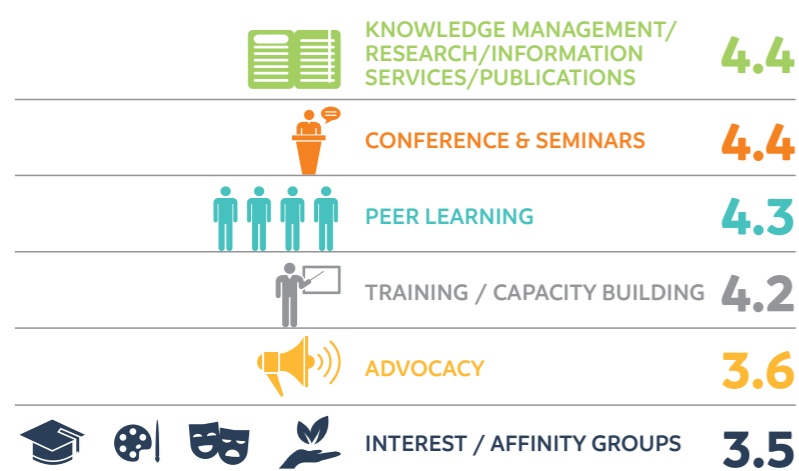 KNOWLEDGE MANAGEMENT/
RESEARCH/INFORMATION
SERVICES/PUBLICATIONS
4.4
CONFERENCE & SEMINARS
4.4
PEER LEARNING
4.3
TRAINING / CAPACITY BUILDING
4.2
ADVOCACY
3.6
INTEREST / AFFINITY GROUPS
3.5